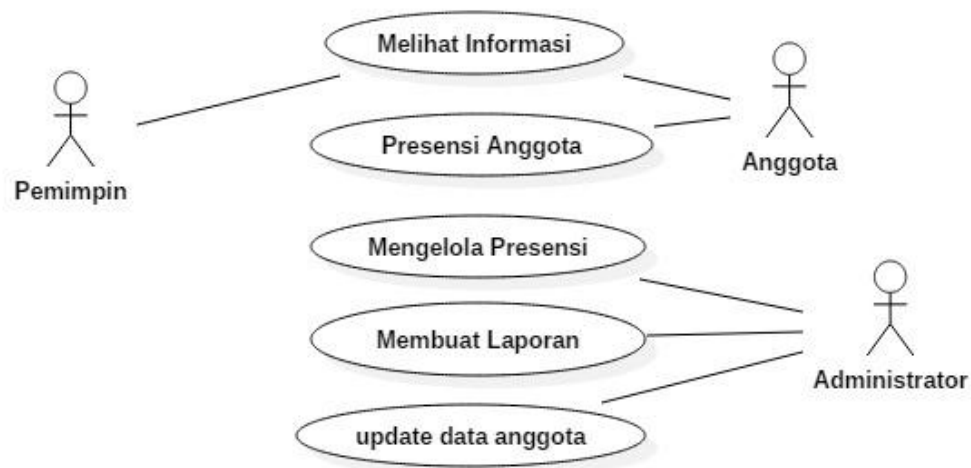 Melihat Informasi
Pemimpin
Presensi Anggota
Anggota
Mengelola Presensi
Membuat Laporan
Administrator
update data anggota